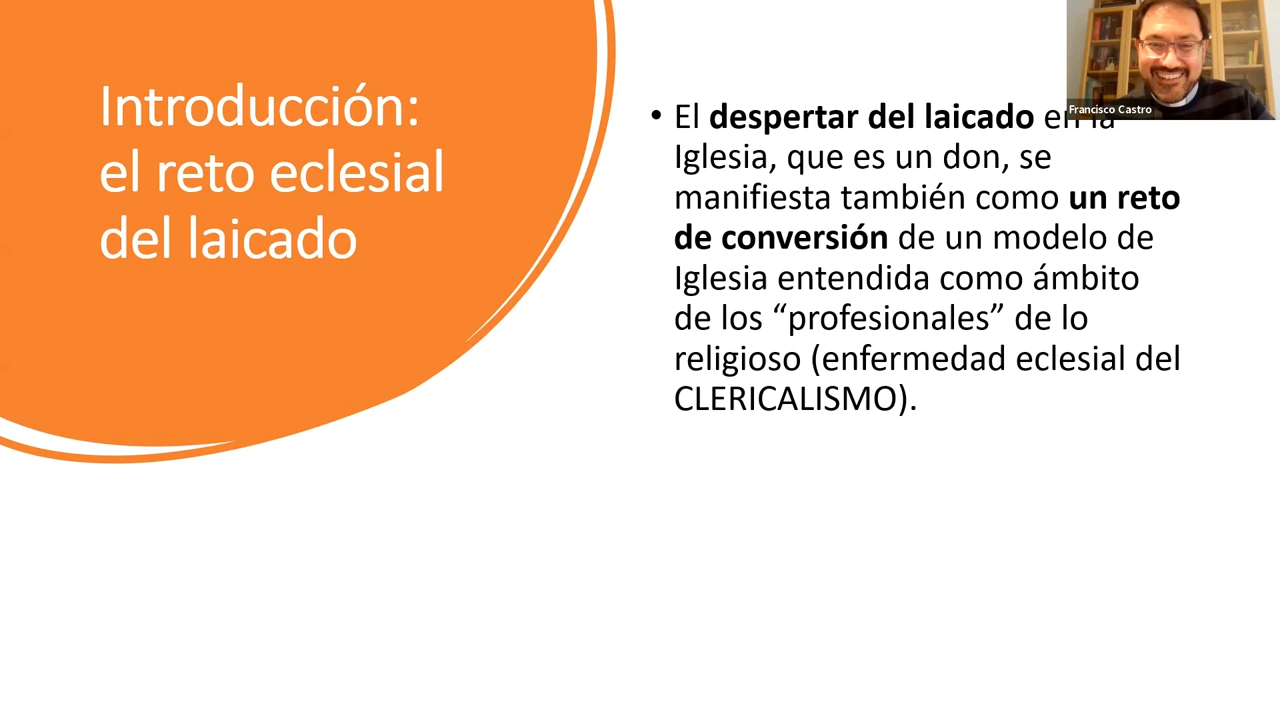 Introducción:
el reto eclesial
del laicado
Francisco Castro
• El despertar del laicado en la
Iglesia, que es un don, se
manifiesta también como un reto
de conversión de un modelo de
Iglesia entendida como ámbito
de los “profesionales” de lo
religioso (enfermedad eclesial del
CLERICALISMO).